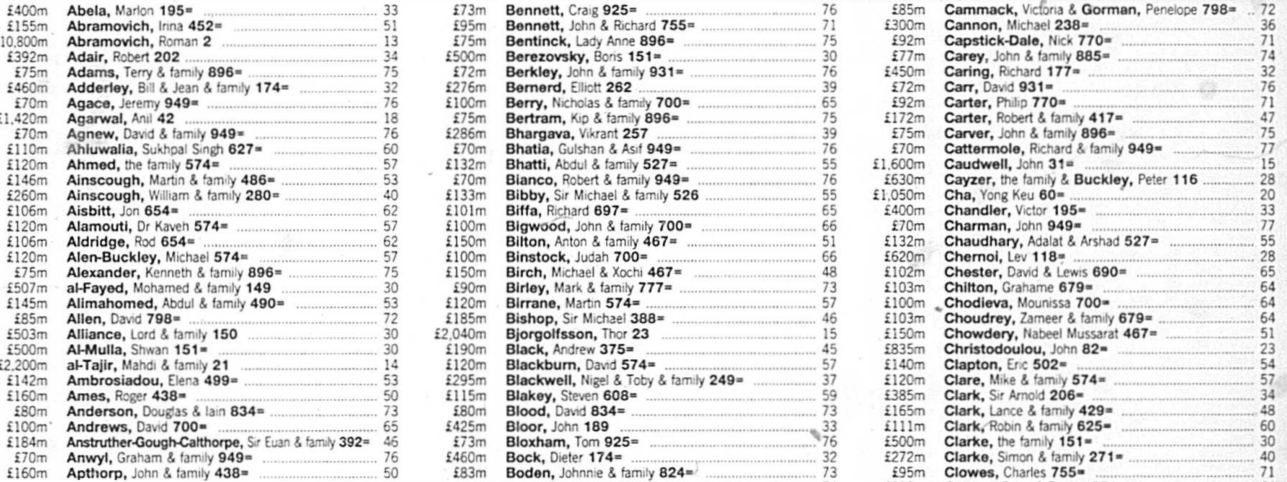 £400m Abela, Marlon 195= 33
£155m Abramovich, Irina 452= 51
10,800m Abramovich, Roman 2 13
£392m Adair, Robert 202 34
£75m Adams, Terry & family 896= 75
£460m Adderley, Bill & Jean & family 174= 32
£70m Agace, Jeremy 949= 76
£1,420m Agarwal, Anil 42 18
£70m Agnew, David & family 949= 76
£110m Ahluwalia, Sukhpal Singh 627= 60
£120m Ahmed, the family 574= 57
£146m Ainscough, Martin & family 486= 53
£260m Ainscough, William & family 280= 40
£106m Aisbitt, Jon 654= 62
£120m Alamouti, Dr Kaveh 574= 57
£106m Aldridge, Rod 654= 62
£120m Alen-Buckley, Michael 574= 57
£75m Alexander, Kenneth & family 896= 75
£507m al-Fayed, Mohamed & family 149 30
£145m Alimahomed, Abdul & family 490= 53
£85m Allen, David 798= 72
£503m Alliance, Lord & family 150 30
£500m Al-Mulla, Shwan 151= 30
£2,200m al-Tajir, Mahdi & family 21 14
£142m Ambrosiadou, Elena 499= 53
£160m Ames, Roger 438= 50
£80m Anderson, Douglas & Iain 834= 73
£100m Andrews, David 700= 65
£184m Anstruther-Gough-Calthorpe, Sir Euan & family 392= 46
£70m Anwyl, Graham & family 949= 76
£160m Apthorp, John & family 438= 50
£73m Bennett, Craig 925= 76
£95m Bennett, John & Richard 755= 71
£75m Bentinck, Lady Anne 896= 75
£500m Berezovsky, Boris 151= 30
£72m Berkley, John & family 931= 76
£276m Bernerd, Elliott 262 39
£100m Berry, Nicholas & family 700= 65
£75m Bertram, Kip & family 896= 75
£286m Bhargava, Vikrant 257 39
£70m Bhatia, Gulshan & Asif 949= 76
£132m Bhatti, Abdul & family 527= 55
£70m Bianco, Robert & family 949= 76
£133m Bibby, Sir Michael & family 526 55
£101m Biffa, Richard 697= 65
£100m Bigwood, John & family 700= 66
£150m Bilton, Anton & family 467= 51
£100m Binstock, Judah 700= 66
£150m Birch, Michael & Xochi 467= 48
£90m Birley, Mark & family 777= 73
£120m Birrane, Martin 574= 57
£185m Bishop, Sir Michael 388= 46
£2,040m Bjorgolfsson, Thor 23 15
£190m Black, Andrew 375= 45
£120m Blackburn, David 574= 57
£295m Blackwell, Nigel & Toby & family 249= 37
£115m Blakey, Steven 608= 59
£80m Blood, David 834= 73
£425m Bloor, John 189 33
£73m Bloxham, Tom 925= 76
£460m Bock, Dieter 174= 32
£83m Boden, Johnnie & family 824= 73
£85m Cammack, Victoria & Gorman, Penelope 798= 72
£300m Cannon, Michael 238= 36
£92m Capstick-Dale, Nick 770= 71
£77m Carey, John & family 885= 74
£450m Caring, Richard 177= 32
£72m Carr, David 931= 76
£92m Carter, Philip 770= 71
£172m Carter, Robert & family 417= 47
£75m Carver, John & family 896= 75
£70m Cattermole, Richard & family 949= 77
£1,600m Caudwell, John 31= 15
£630m Cayzer, the family & Buckley, Peter 116 28
£1,050m Cha, Yong Keu 60= 20
£400m Chandler, Victor 195= 33
£70m Charman, John 949= 77
£132m Chaudhary, Adalat & Arshad 527= 55
£620m Chernoi, Lev 118= 28
£102m Chester, David & Lewis 690= 65
£103m Chilton, Grahame 679= 64
£100m Chodieva, Mounissa 700= 64
£103m Choudrey, Zameer & family 679= 64
£150m Chowdery, Nabeel Mussarat 467= 51
£835m Christodoulou, John 82= 23
£140m Clapton, Eric 502= 54
£120m Clare, Mike & family 574= 57
£385m Clark, Sir Arnold 206= 34
£165m Clark, Lance & family 429= 48
£111m Clark, Robin & family 625= 60
£500m Clarke, the family 151= 30
£272m Clarke, Simon & family 271= 40
£95m Clowes, Charles 755= 71